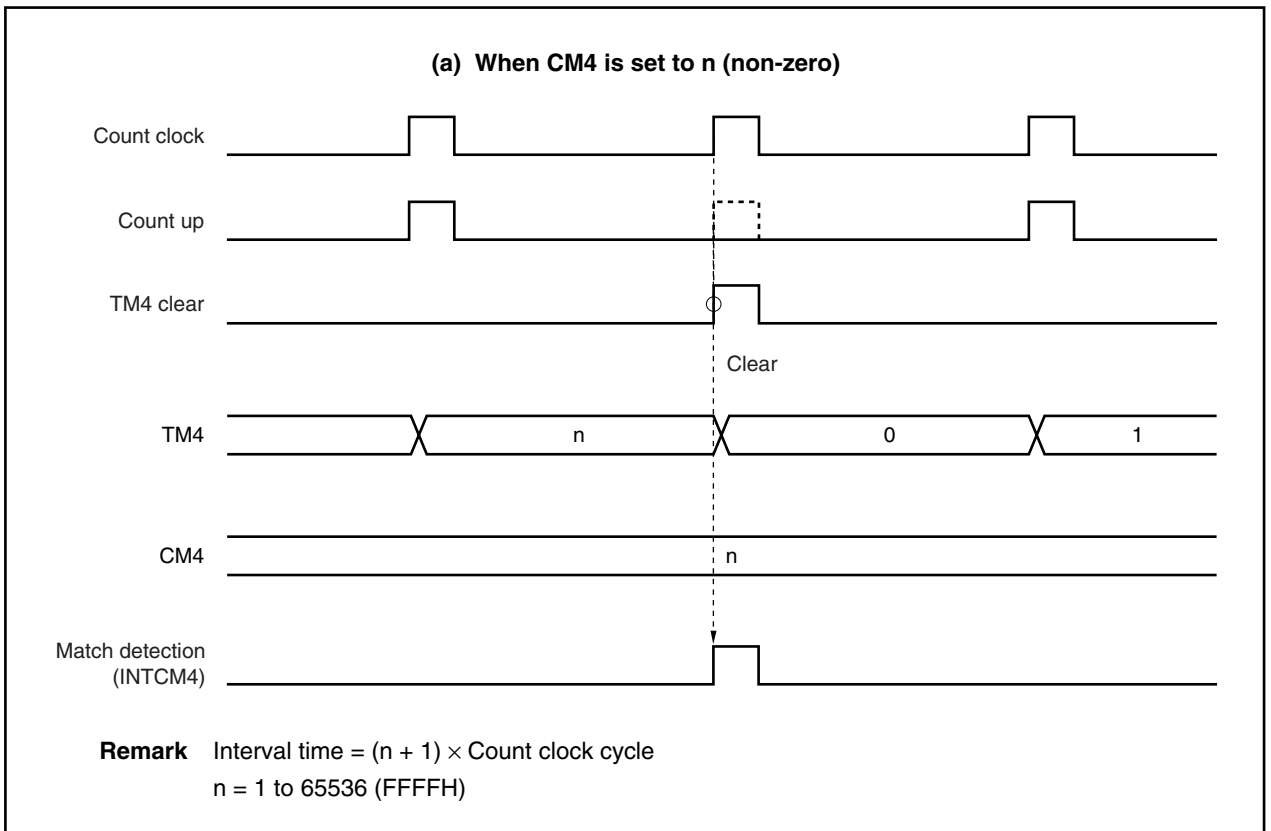 (a) When CM4 is set to n (non-zero)
Count clock
Count up
TM4 clear
Clear
TM4
n
0
1
CM4
n
Match detection
(INTCM4)
Remark Interval time = (n + 1) × Count clock cycle
n = 1 to 65536 (FFFFH)